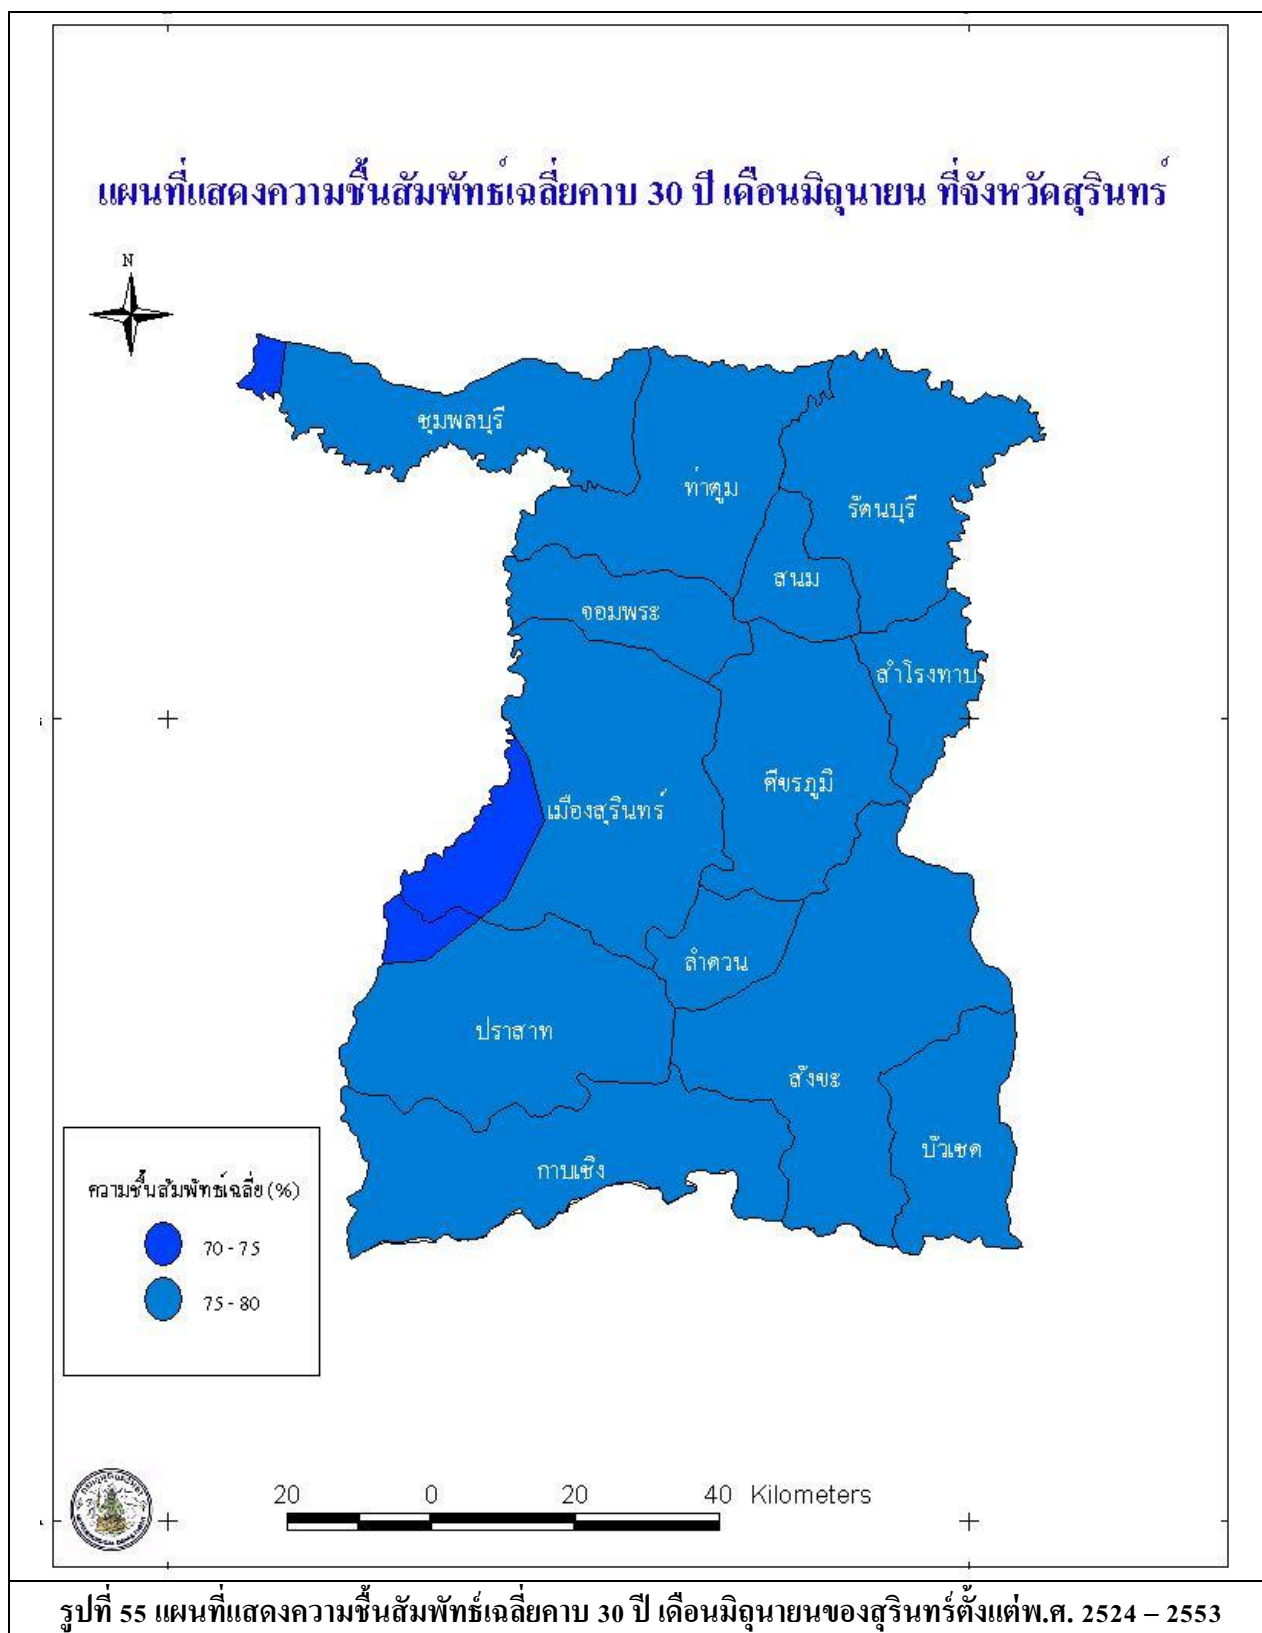 แผนที่แสดงความชื้นสัมพัทธ์เฉลี่ยคาบ 30 ปี เดือนมิถุนายน ที่จังหวัดสุรินทร์
N
ชุมพลบุรี
ท่าตูม
รัตนบุรี
สนม
จอมพระ
สำโรงทาบ
ศีขรภูมิ
เมืองสุรินทร์
ลำดวน
ปราสาท
สังขะ
บัวเชด
กาบเชิง
ความชื้นสัมพัทธ์เฉลี่ย (%)
70 - 75
75 - 80
20 0 20 40 Kilometers
รูปที่ 55 แผนที่แสดงความชื้นสัมพัทธ์เฉลี่ยคาบ 30 ปี เดือนมิถุนายนของสุรินทร์ตั้งแต่พ.ศ. 2524 – 2553